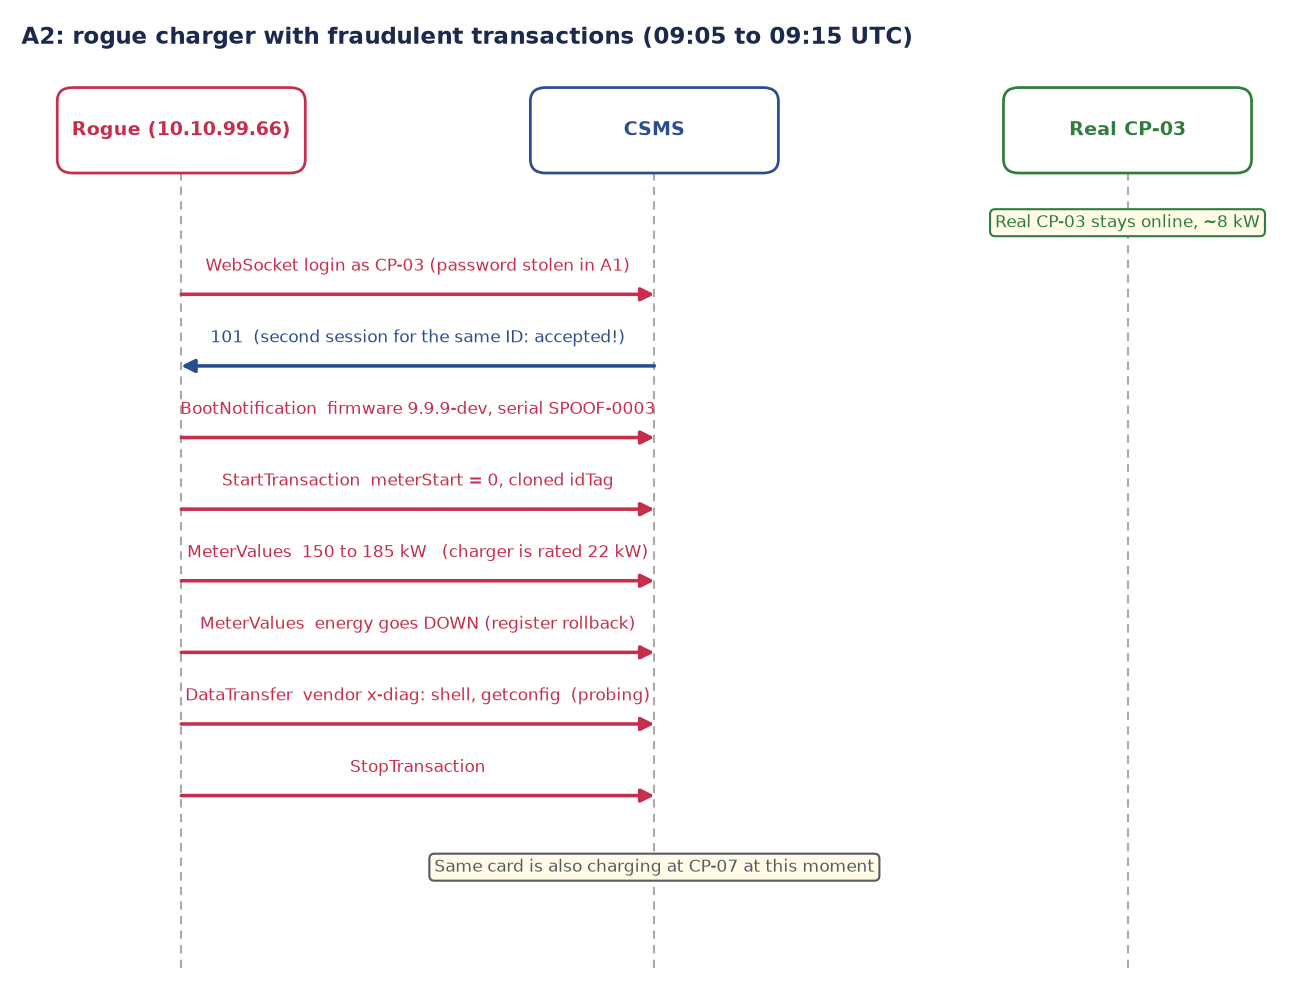 A2: rogue charger with fraudulent transactions (09:05 to 09:15 UTC)
Rogue (10.10.99.66)
CSMS
Real CP-03
Real CP-03 stays online, ~8 kW
WebSocket login as CP-03 (password stolen in A1)
101  (second session for the same ID: accepted!)
BootNotification  firmware 9.9.9-dev, serial SPOOF-0003
StartTransaction  meterStart = 0, cloned idTag
MeterValues  150 to 185 kW   (charger is rated 22 kW)
MeterValues  energy goes DOWN (register rollback)
DataTransfer  vendor x-diag: shell, getconfig  (probing)
StopTransaction
Same card is also charging at CP-07 at this moment